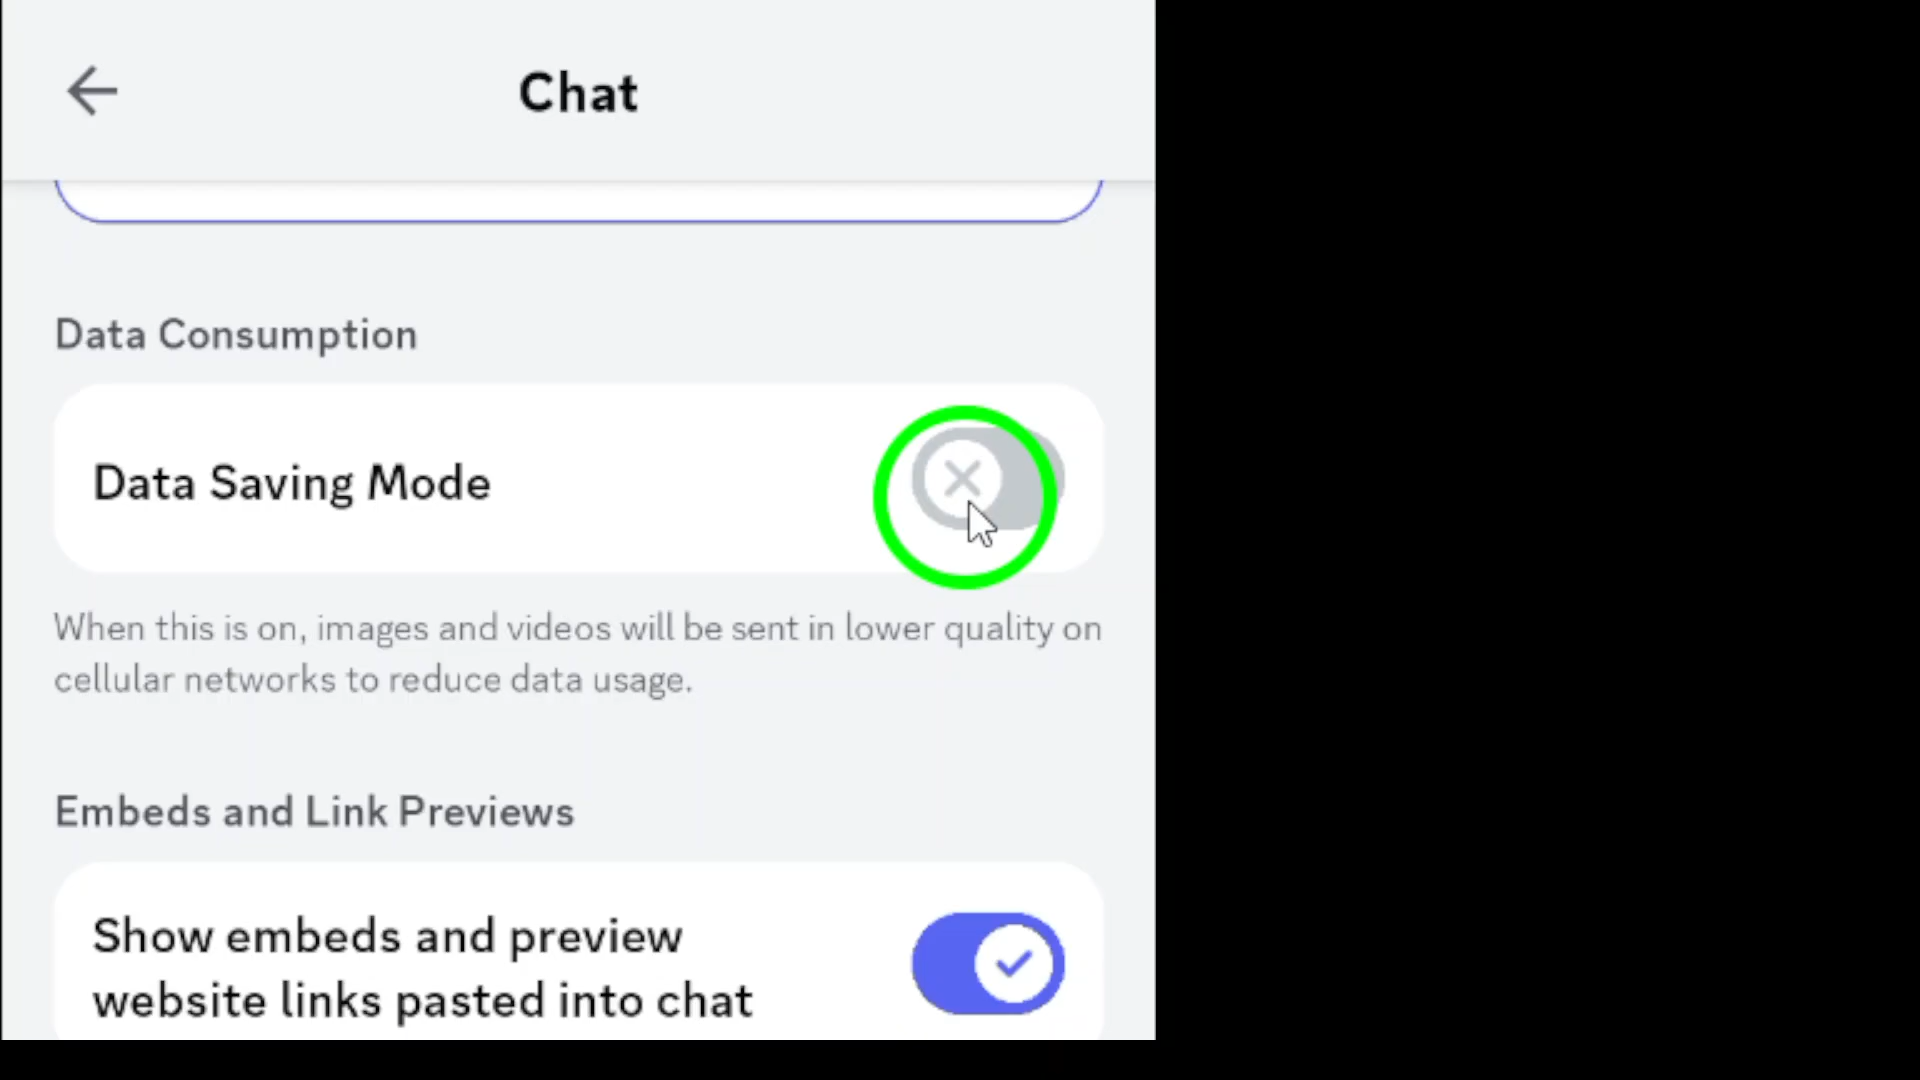 Chat
Data Consumption
Data Saving Mode
When this is on, images and videos will be sent in lower quality on
cellular networks to reduce data usage.
Embeds and Link Previews
Show embeds and preview
website links pasted into chat